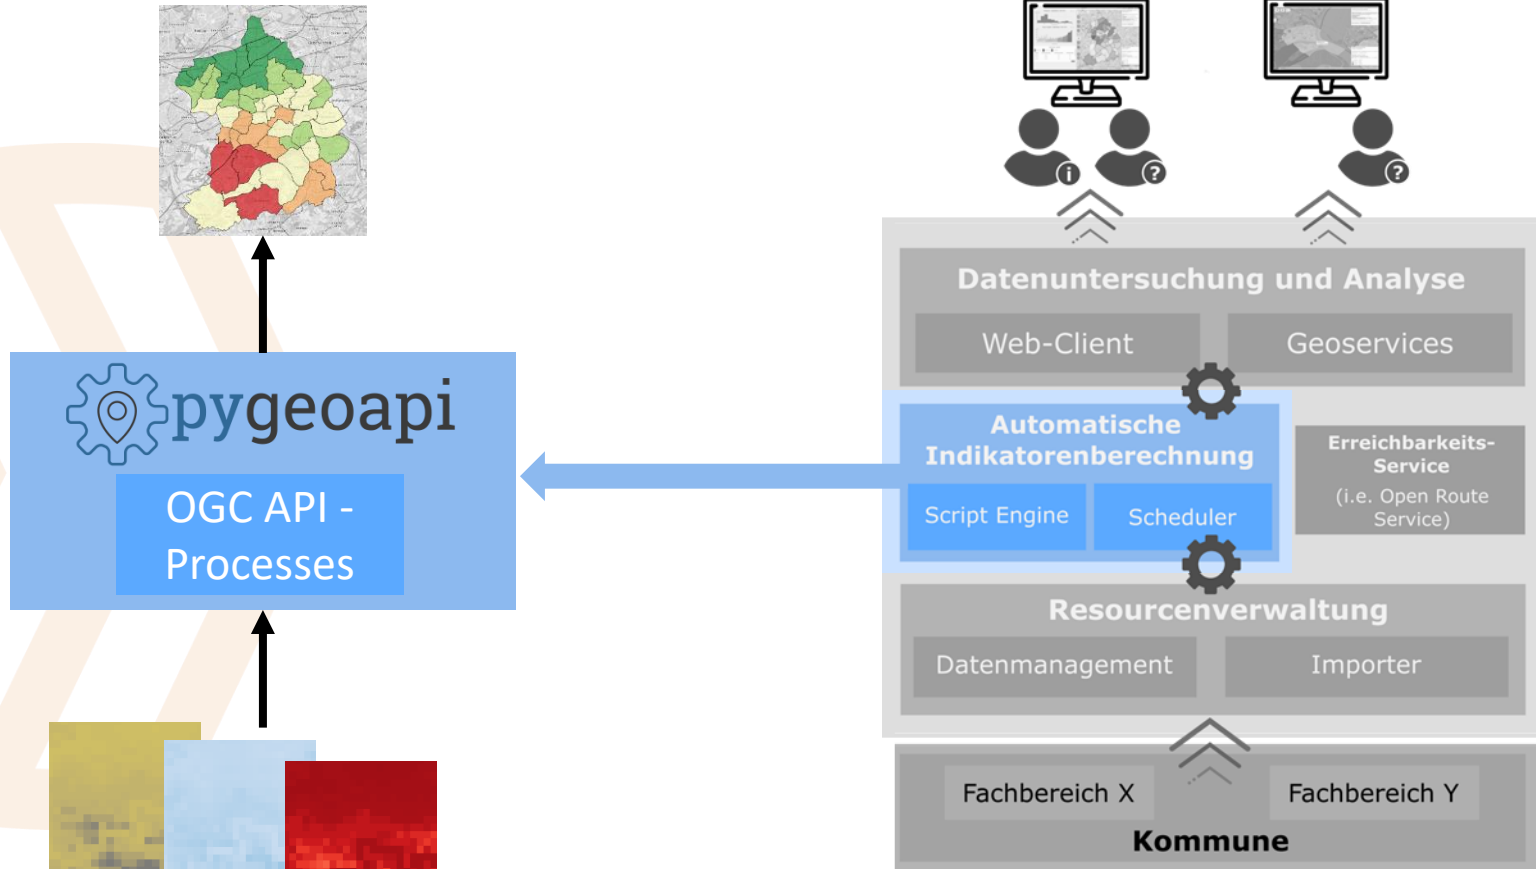 pygeoapi
OGC API -
Processes
i
?
?
Datenuntersuchung und Analyse
Web-Client
Geoservices
Automatische
Indikatorenberechnung
Script Engine
Scheduler
Erreichbarkeits-
Service
(i.e. Open Route
Service)
Resourcenverwaltung
Datenmanagement
Importer
Fachbereich X
Fachbereich Y
Kommune